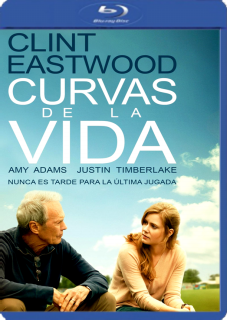 Blu-ray Disc
CLINT
EASTWOOD
CURVAS
DE LA
VIDA
AMY ADAMS JUSTIN TIMBERLAKE
NUNCA ES TARDE PARA LA ÚLTIMA JUGADA